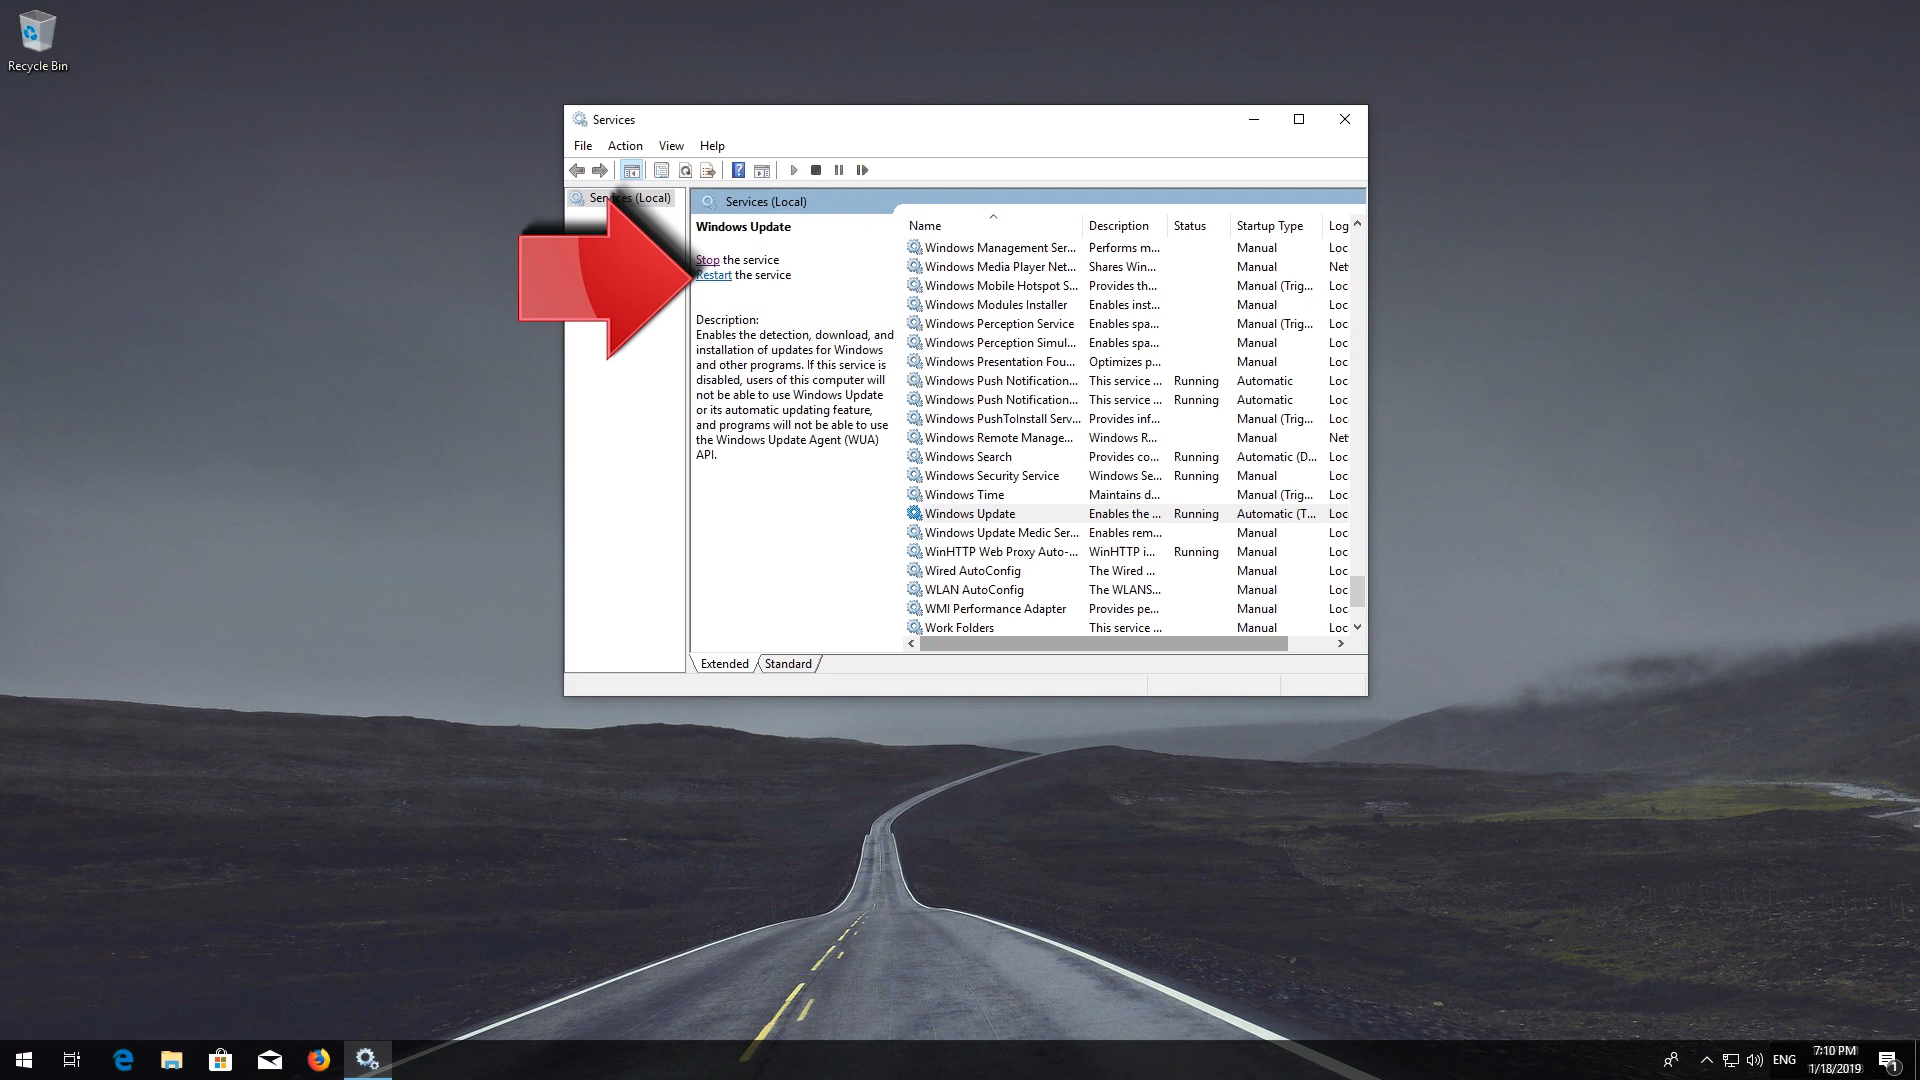 Recycle Bin
Services
File Action View Help
Services (Local)
Services (Local)
Windows Update
Stop the service
Restart the service
Description:
Enables the detection, download, and
installation of updates for Windows
and other programs. If this service is
disabled, users of this computer will
not be able to use Windows Update
or its automatic updating feature,
and programs will not be able to use
the Windows Update Agent (WUA)
API.
Name Description Status Startup Type Log
Windows Management Ser... Performs m... Manual Loc
Windows Media Player Net... Shares Win... Manual Net
Windows Mobile Hotspot S... Provides th... Manual (Trig... Loc
Windows Modules Installer Enables inst... Manual Loc
Windows Perception Service Enables spa... Manual (Trig... Loc
Windows Perception Simul... Enables spa... Manual Loc
Windows Presentation Fou... Optimizes p... Manual Loc
Windows Push Notification... This service ... Running Automatic Loc
Windows Push Notification... This service ... Running Automatic Loc
Windows PushToInstall Serv... Provides inf... Manual (Trig... Loc
Windows Remote Manage... Windows R... Manual Net
Windows Search Provides co... Running Automatic (D... Loc
Windows Security Service Windows Se... Running Manual Loc
Windows Time Maintains d... Manual (Trig... Loc
Windows Update Enables the ... Running Automatic (T... Loc
Windows Update Medic Ser... Enables rem... Manual Loc
WinHTTP Web Proxy Auto-... WinHTTP i... Running Manual Loc
Wired AutoConfig The Wired ... Manual Loc
WLAN AutoConfig The WLANS... Manual Loc
WMI Performance Adapter Provides pe... Manual Loc
Work Folders This service ... Manual Loc
Extended Standard
ENG
7:10 PM
1/18/2019
1